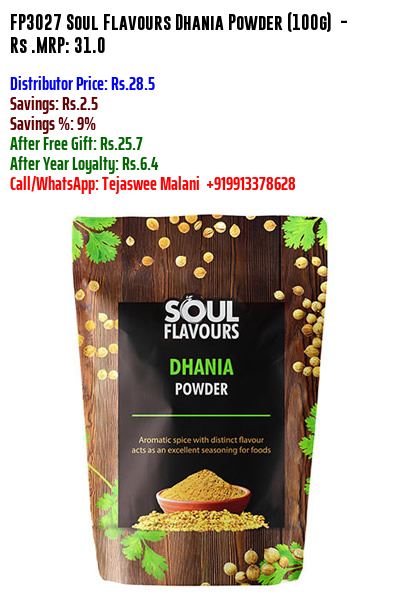 FP3027 Soul Flavours Dhania Powder (100g) -
Rs .MRP: 31.0
Distributor Price: Rs.28.5
Savings: Rs.2.5
Savings %: 9%
After Free Gift: Rs.25.7
After Year Loyalty: Rs.6.4
Call/WhatsApp: Tejaswee Malani +919913378628
SOUL
FLAVOURS
DHANIA
POWDER
Aromatic spice with distinct flavour
acts as an excellent seasoning for foods